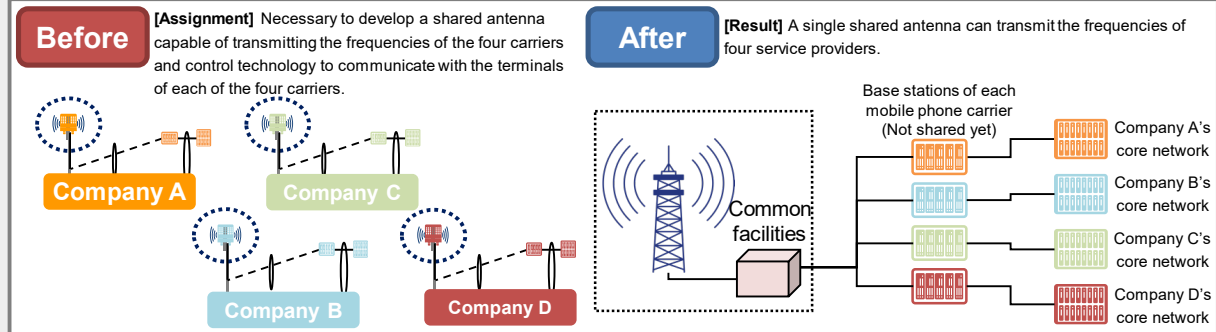 Before
[Assignment] Necessary to develop a shared antenna
capable of transmitting the frequencies of the four carriers
and control technology to communicate with the terminals
of each of the four carriers.
Company A
Company C
Company B
Company D
After
[Result] A single shared antenna can transmit the frequencies of
four service providers.
Base stations of each
mobile phone carrier
(Not shared yet)
Common
facilities
Company A's
core network
Company B's
core network
Company C's
core network
Company D's
core network